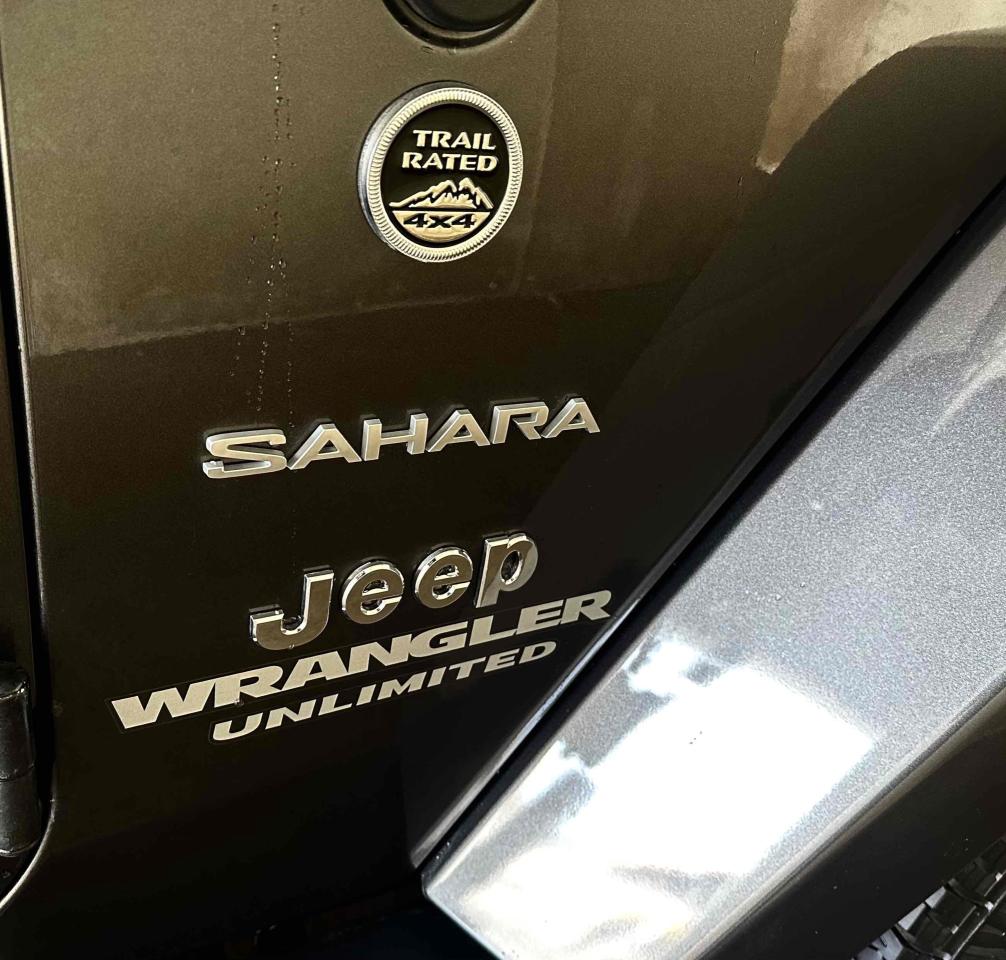 TRAIL
RATED
4x4
SAHARA
Jeep
WRANGLER
UNLIMITED